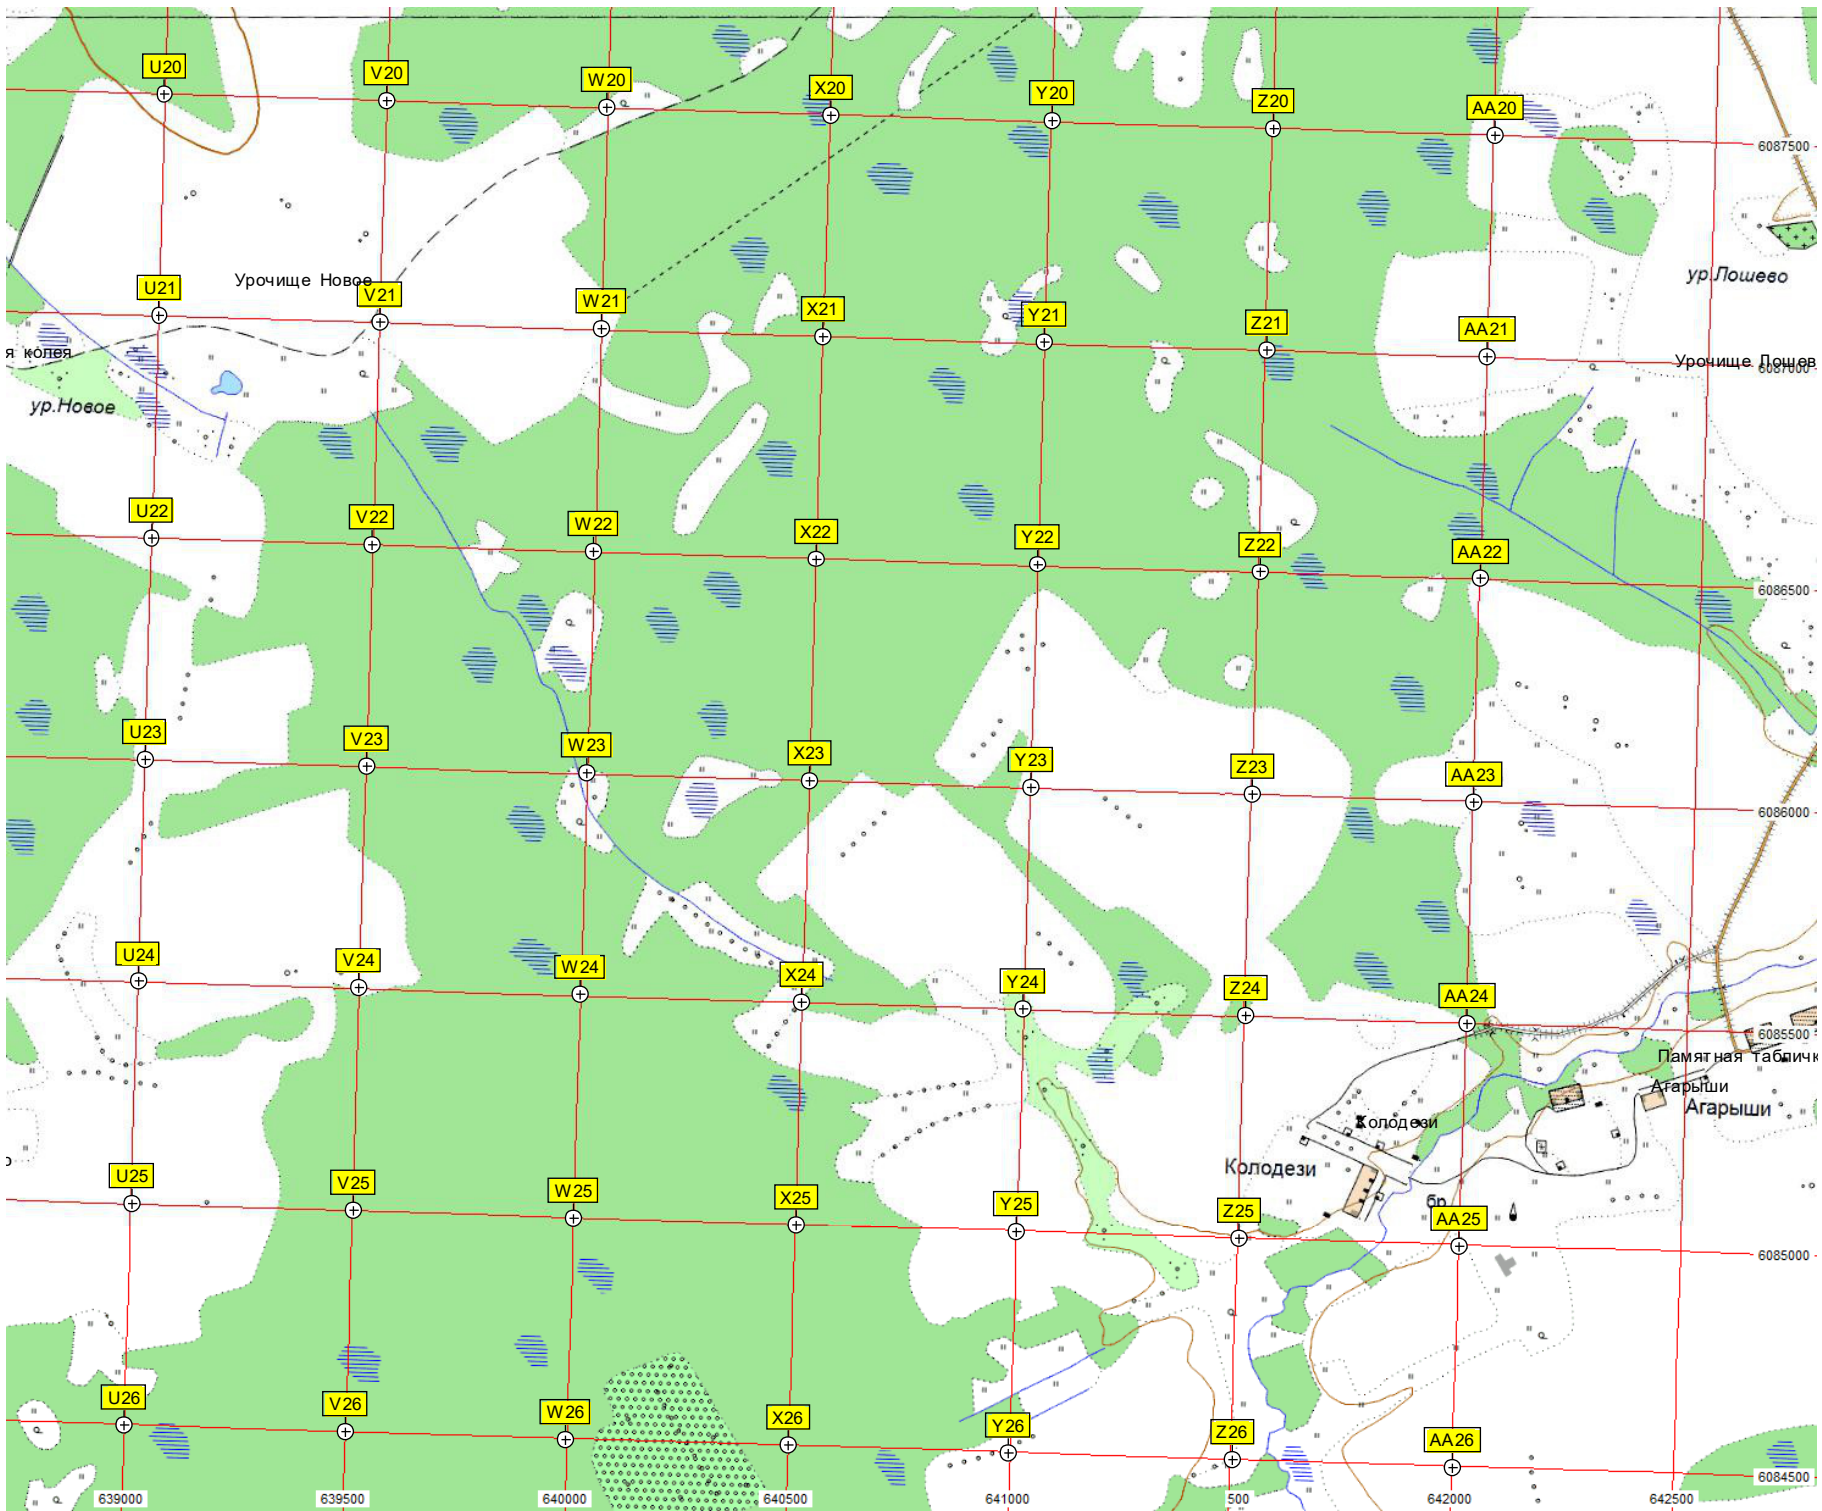 U20 V20 W20 X20 Y20 Z20 AA20
6087500
ур.Лошево
Урочище Новое
U21 V21 W21 X21 Y21 Z21 AA21
я колея
Урочище Лошев
6087000
ур.Новое
U22 V22 W22 X22 Y22 Z22 AA22
6086500
U23 V23 W23 X23 Y23 Z23 AA23
6086000
U24 V24 W24 X24 Y24 Z24 AA24
6085500
Памятная табличк
Агарыши
Агарыши
Колодези
Колодези
U25 V25 W25 X25 Y25 Z25 AA25
бр.
6085000
U26 V26 W26 X26 Y26 Z26 AA26
6084500
639000 639500 640000 640500 641000 500 642000 642500